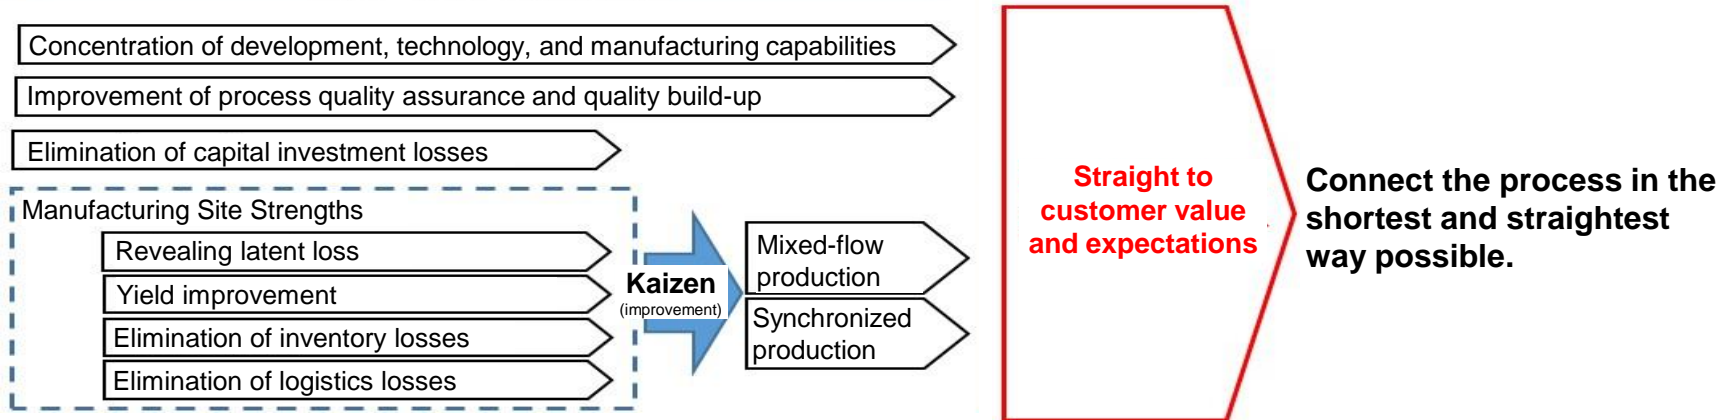 Concentration of development, technology, and manufacturing capabilities
Improvement of process quality assurance and quality build-up
Elimination of capital investment losses
Manufacturing Site Strengths
Revealing latent loss
Yield improvement
Elimination of inventory losses
Elimination of logistics losses
Kaizen
(improvement)
Mixed-flow
production
Synchronized
production
Straight to
customer value
and expectations
Connect the process in the
shortest and straightest
way possible.